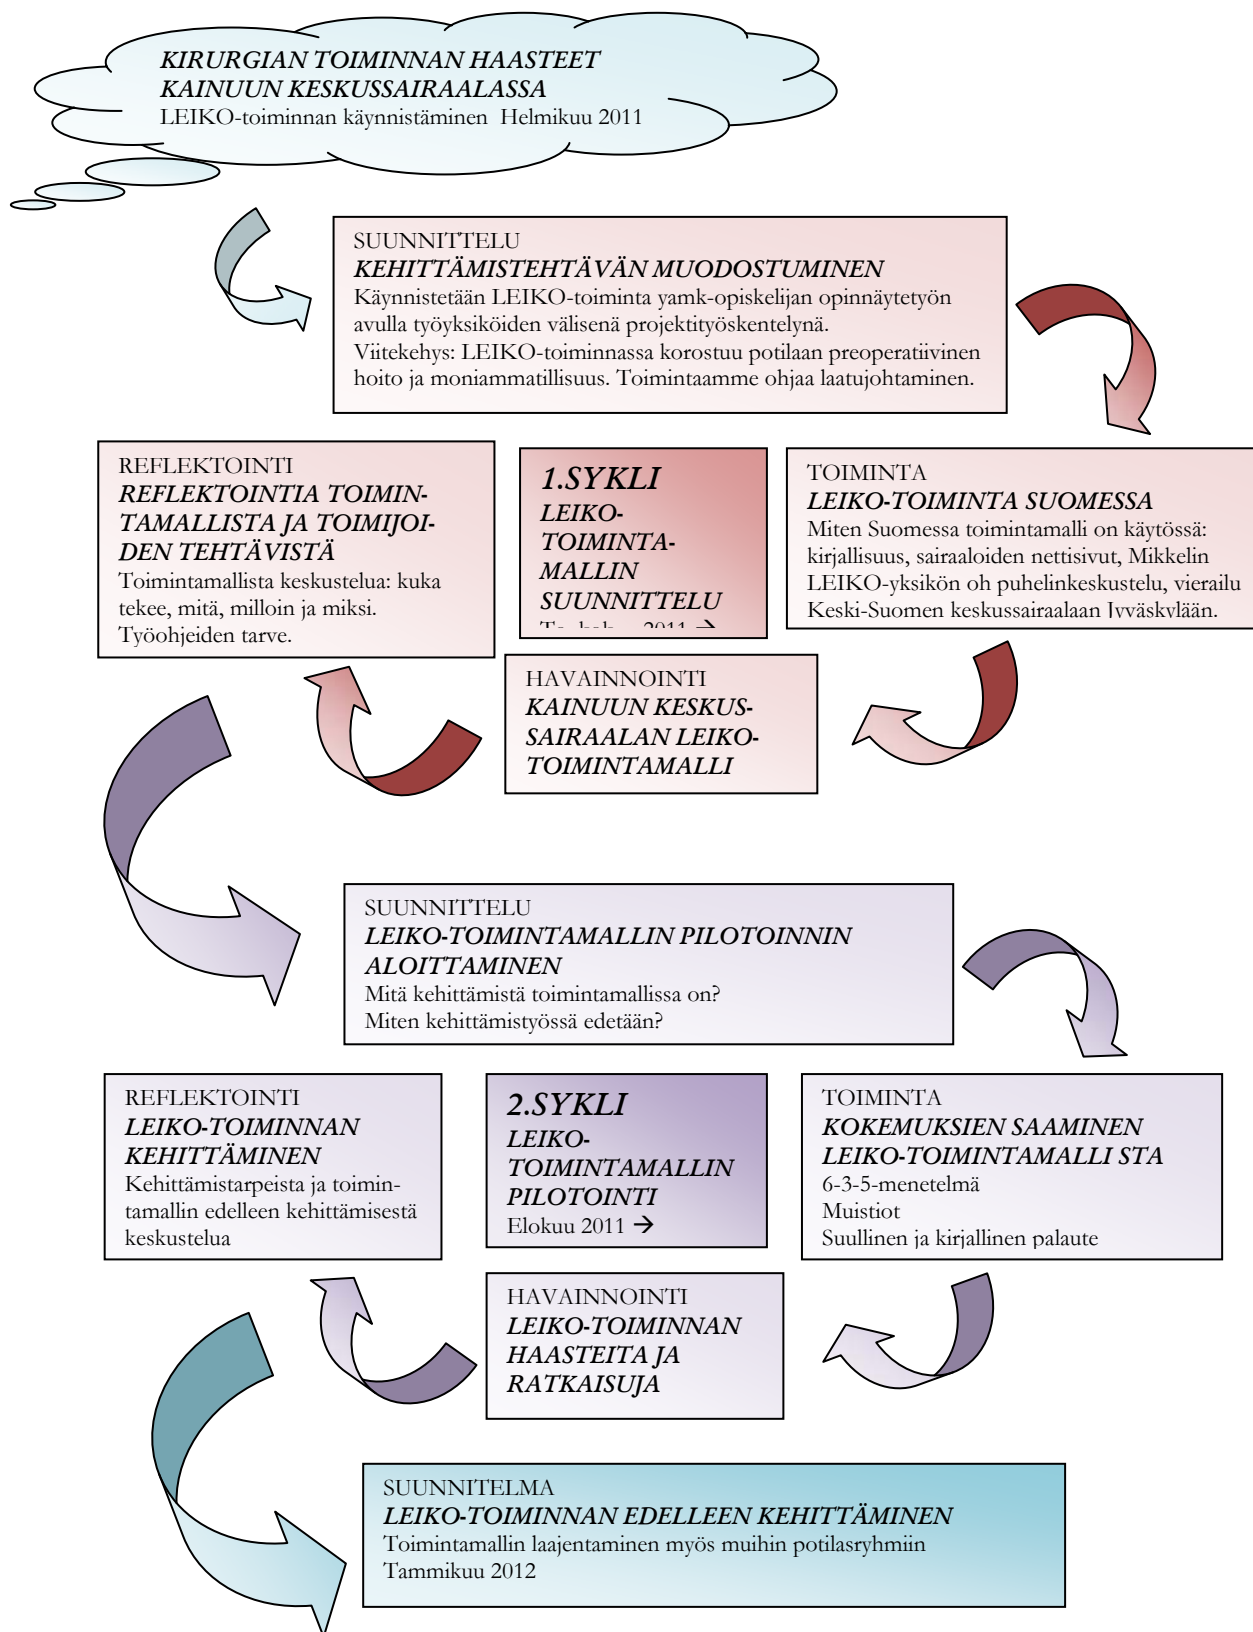 KIRURGIAN TOIMINNAN HAASTEET
KAINUUN KESKUSSAIRAALASSA
LEIKO-toiminnan käynnistäminen Helmikuu 2011
SUUNNITTELU
KEHITTÄMISTEHTÄVÄN MUODOSTUMINEN
Käynnistetään LEIKO-toiminta yamk-opiskelijan opinnäytetyön
avulla työyksiköiden välisenä projektityöskentelynä.
Viitekehys: LEIKO-toiminnassa korostuu potilaan preoperatiivinen
hoito ja moniammatillisuus. Toimintaamme ohjaa laatujohtaminen.
REFLEKTOINTI
REFLEKTOINTIA TOIMIN-
TAMALLISTA JA TOIMIJOI-
DEN TEHTÄVISTÄ
Toimintamallista keskustelua: kuka
tekee, mitä, milloin ja miksi.
Työohjeiden tarve.
1.SYKLI
LEIKO-
TOIMINTA-
MALLIN
SUUNNITTELU
2011 →
TOIMINTA
LEIKO-TOIMINTA SUOMESSA
Miten Suomessa toimintamalli on käytössä:
kirjallisuus, sairaaloiden nettisivut, Mikkelin
LEIKO-yksikön oh puhelinkeskustelu, vierailu
Keski-Suomen keskussairaalaan Jyväskylään.
HAVAINNOINTI
KAINUUN KESKUS-
SAIRAALAN LEIKO-
TOIMINTAMALLI
SUUNNITTELU
LEIKO-TOIMINTAMALLIN PILOTOINNIN
ALOITTAMINEN
Mitä kehittämistä toimintamallissa on?
Miten kehittämistyössä edetään?
REFLEKTOINTI
LEIKO-TOIMINNAN
KEHITTÄMINEN
Kehittämistarpeista ja toimin-
tamallin edelleen kehittämisestä
keskustelua
2.SYKLI
LEIKO-
TOIMINTAMALLIN
PILOTOINTI
Elokuu 2011 →
TOIMINTA
KOKEMUKSIEN SAAMINEN
LEIKO-TOIMINTAMALLI STA
6-3-5-menetelmä
Muistiot
Suullinen ja kirjallinen palaute
HAVAINNOINTI
LEIKO-TOIMINNAN
HAASTEITA JA
RATKAISUJA
SUUNNITELMA
LEIKO-TOIMINNAN EDELLEEN KEHITTÄMINEN
Toimintamallin laajentaminen myös muihin potilasryhmiin
Tammikuu 2012